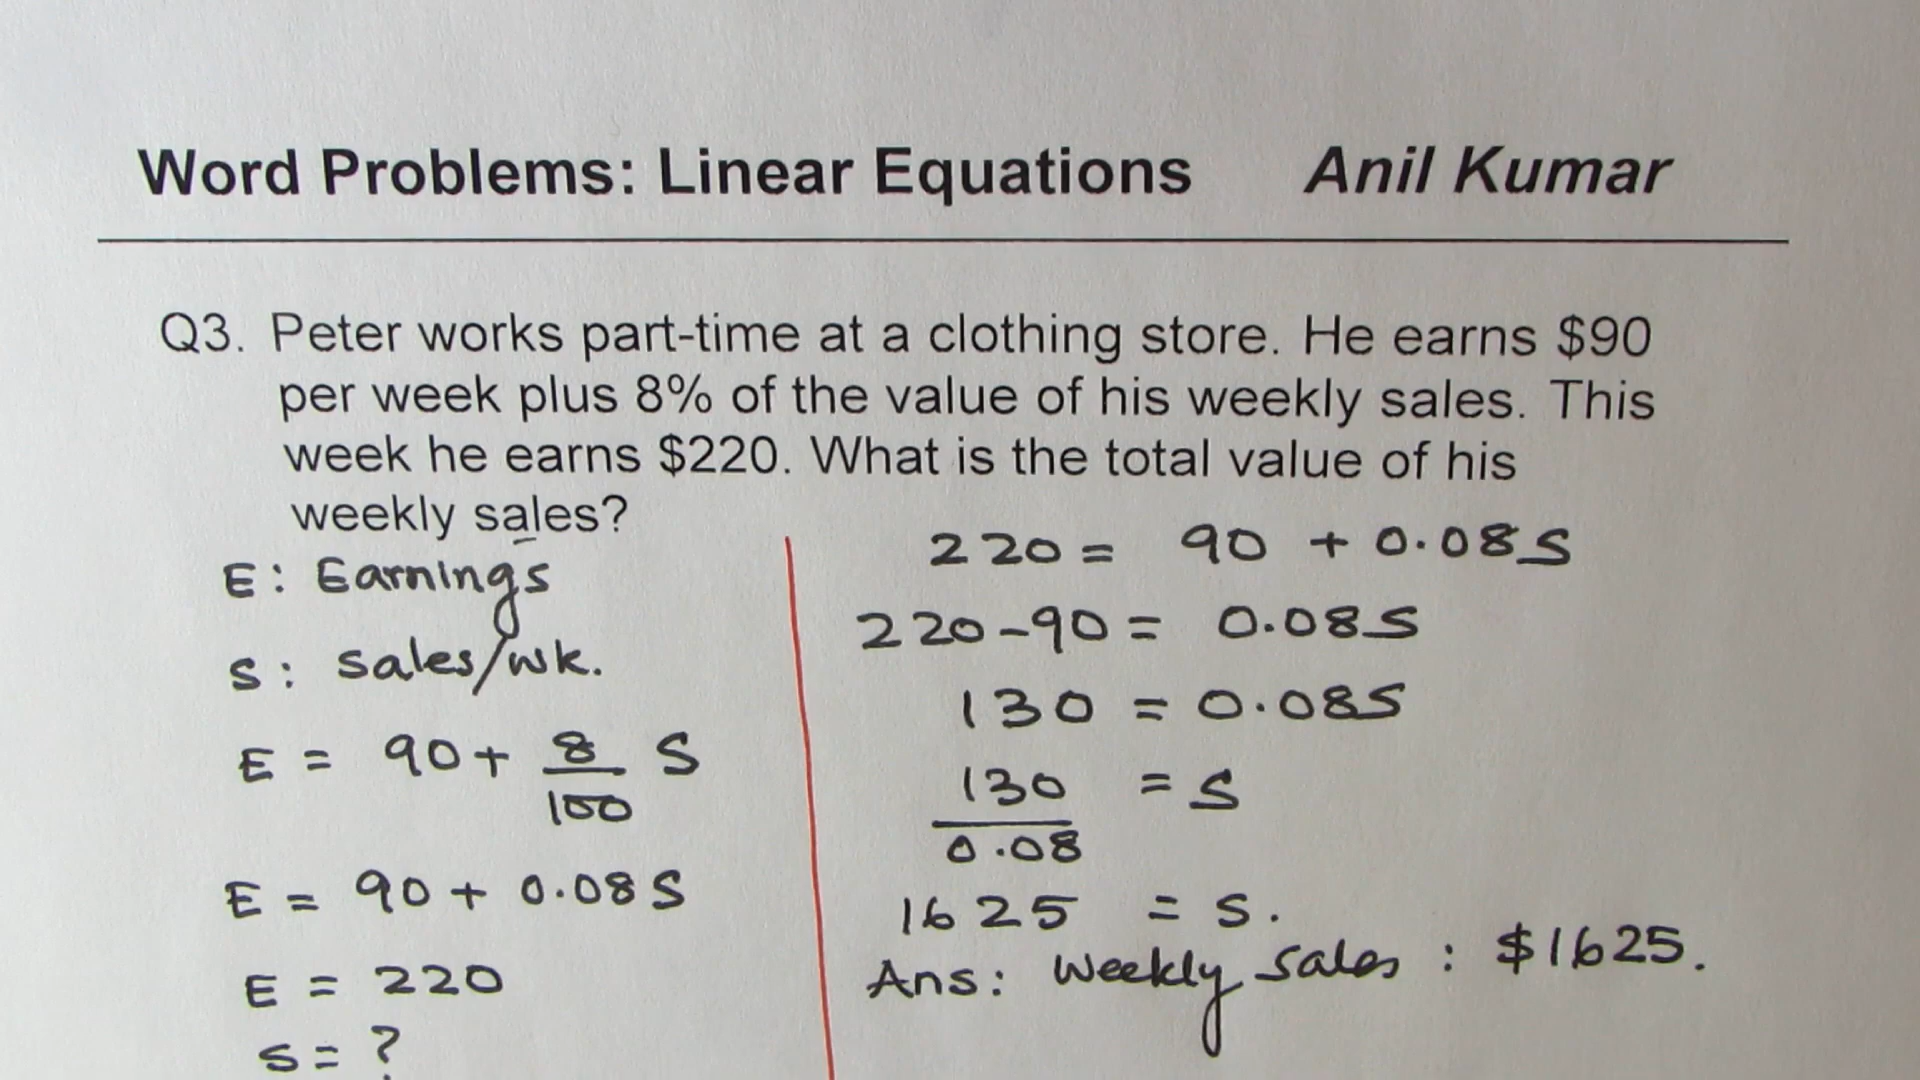 Word Problems: Linear Equations Anil Kumar
Q3. Peter works part-time at a clothing store. He earns $90
per week plus 8% of the value of his weekly sales. This
week he earns $220. What is the total value of his
weekly sales?
E: Earnings
S: Sales/wk.
E = 90 + 8/100 S
E = 90 + 0.08 S
E = 220
S = ?
220 = 90 + 0.08S
220-90 = 0.08S
130 = 0.08S
130/0.08 = S
1625 = S.
Ans: Weekly Sales : $1625.